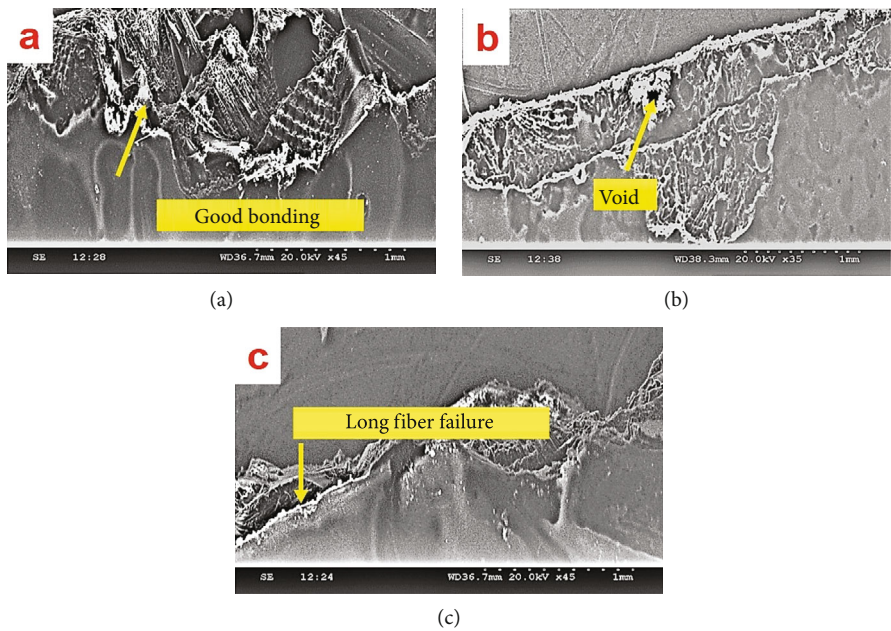 a
Good bonding
SE 12:28 WD36.7mm 20.0kV x45 1mm
(a)
b
Void
SE 12:38 WD38.3mm 20.0kV x35 1mm
(b)
c
Long fiber failure
SE 12:24 WD36.7mm 20.0kV x45 1mm
(c)